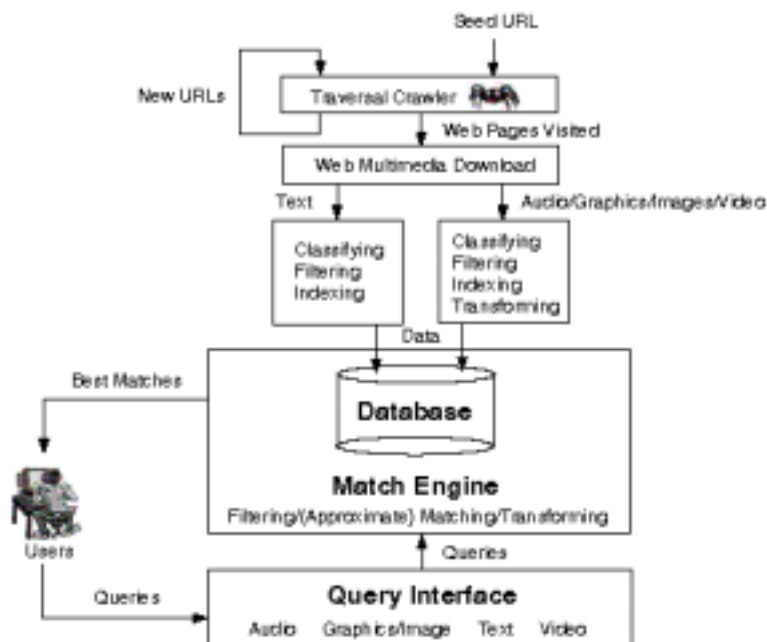 Seed URL
New URLs
Traversal Crawler
Web Pages Visited
Web Multimedia Download
Text
Audio/Graphics/Images/Video
Classifying
Filtering
Indexing
Classifying
Filtering
Indexing
Transforming
Data
Best Matches
Database
Match Engine
Filtering/(Approximate) Matching/Transforming
Users
Queries
Queries
Query Interface
Audio Graphics/Image Text Video